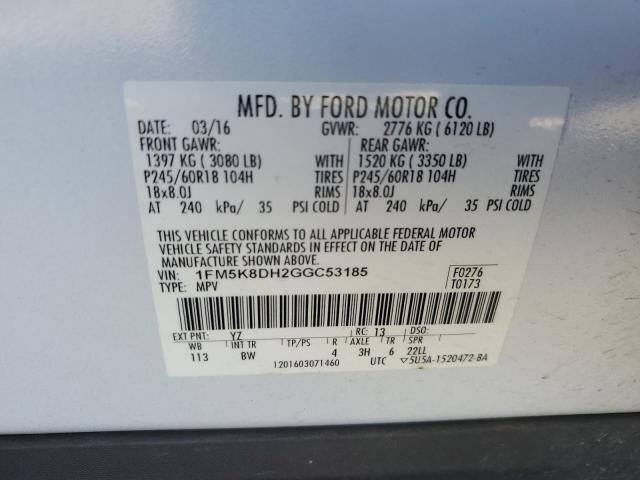 MFD. BY FORD MOTOR CO.
DATE: 03/16 GVWR: 2776 KG ( 6120 LB)
FRONT GAWR: REAR GAWR:
1397 KG ( 3080 LB) WITH 1520 KG ( 3350 LB) WITH
P245/60R18 104H TIRES P245/60R18 104H TIRES
18x8.0J RIMS 18x8.0J RIMS
AT 240 kPa/ 35 PSI COLD AT 240 kPa/ 35 PSI COLD
THIS VEHICLE CONFORMS TO ALL APPLICABLE FEDERAL MOTOR
VEHICLE SAFETY STANDARDS IN EFFECT ON THE DATE OF
MANUFACTURE SHOWN ABOVE.
VIN: 1FM5K8DH2GGC53185 F0276
TYPE: MPV T0173
EXT PNT: YZ RC: 13 DSO:
WB INT TR TP/PS R AXLE TR SPR
113 BW 4 3H 6 22LL
1201603071460 UTC ▽5U5A-1520472-BA